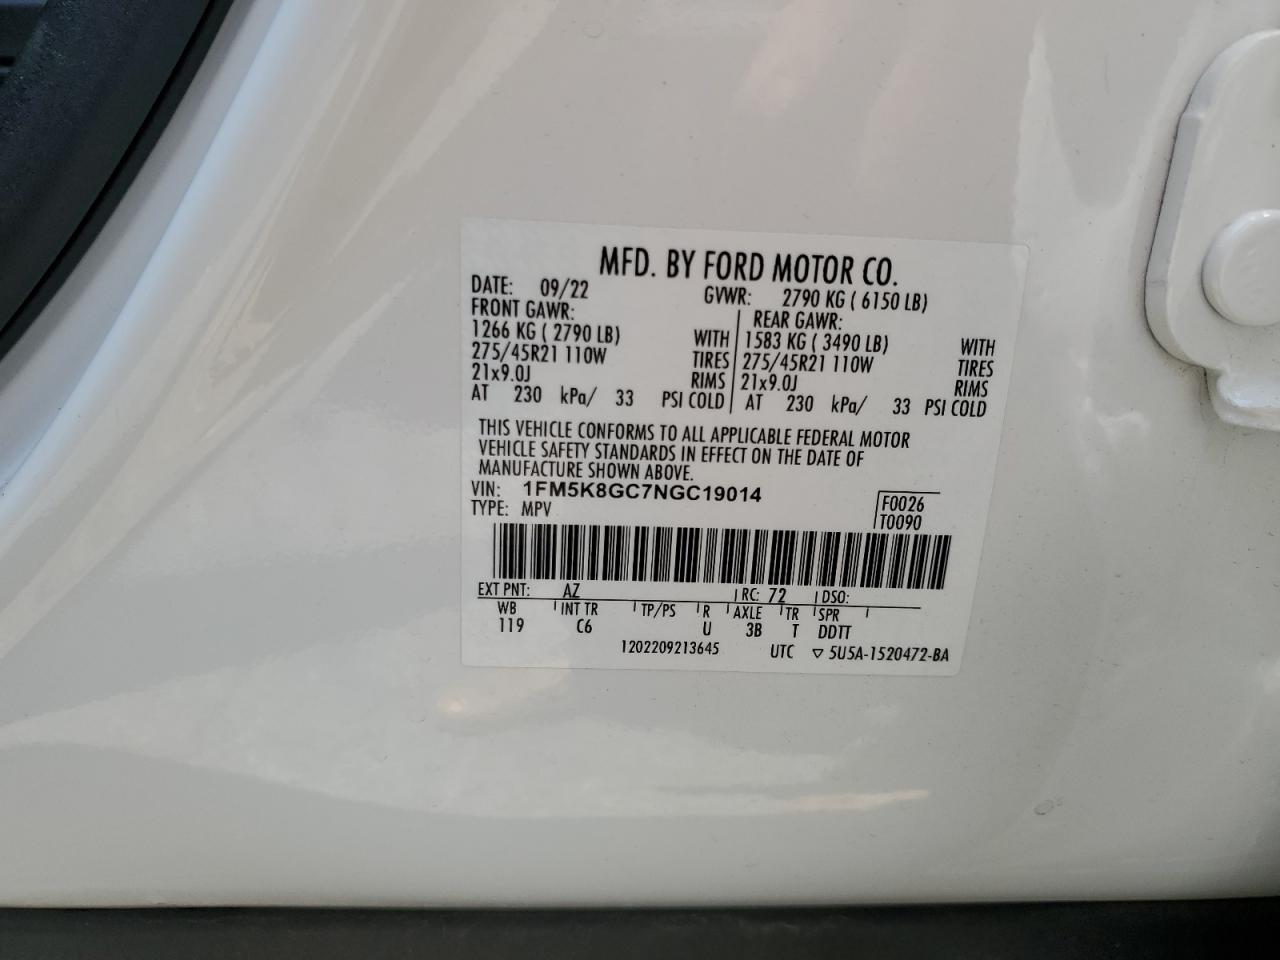 MFD. BY FORD MOTOR CO.
DATE: 09/22 GVWR: 2790 KG ( 6150 LB)
FRONT GAWR: REAR GAWR:
1266 KG ( 2790 LB) WITH 1583 KG ( 3490 LB) WITH
275/45R21 110W TIRES 275/45R21 110W TIRES
21x9.0J RIMS 21x9.0J RIMS
AT 230 kPa/ 33 PSI COLD AT 230 kPa/ 33 PSI COLD
THIS VEHICLE CONFORMS TO ALL APPLICABLE FEDERAL MOTOR
VEHICLE SAFETY STANDARDS IN EFFECT ON THE DATE OF
MANUFACTURE SHOWN ABOVE.
VIN: 1FM5K8GC7NGC19014 F0026
TYPE: MPV T0090
EXT PNT: AZ RC: 72 DSO:
WB INT TR TP/PS R AXLE TR SPR
119 C6 U 3B T DDTT
1202209213645 UTC ▽ 5U5A-1520472-BA